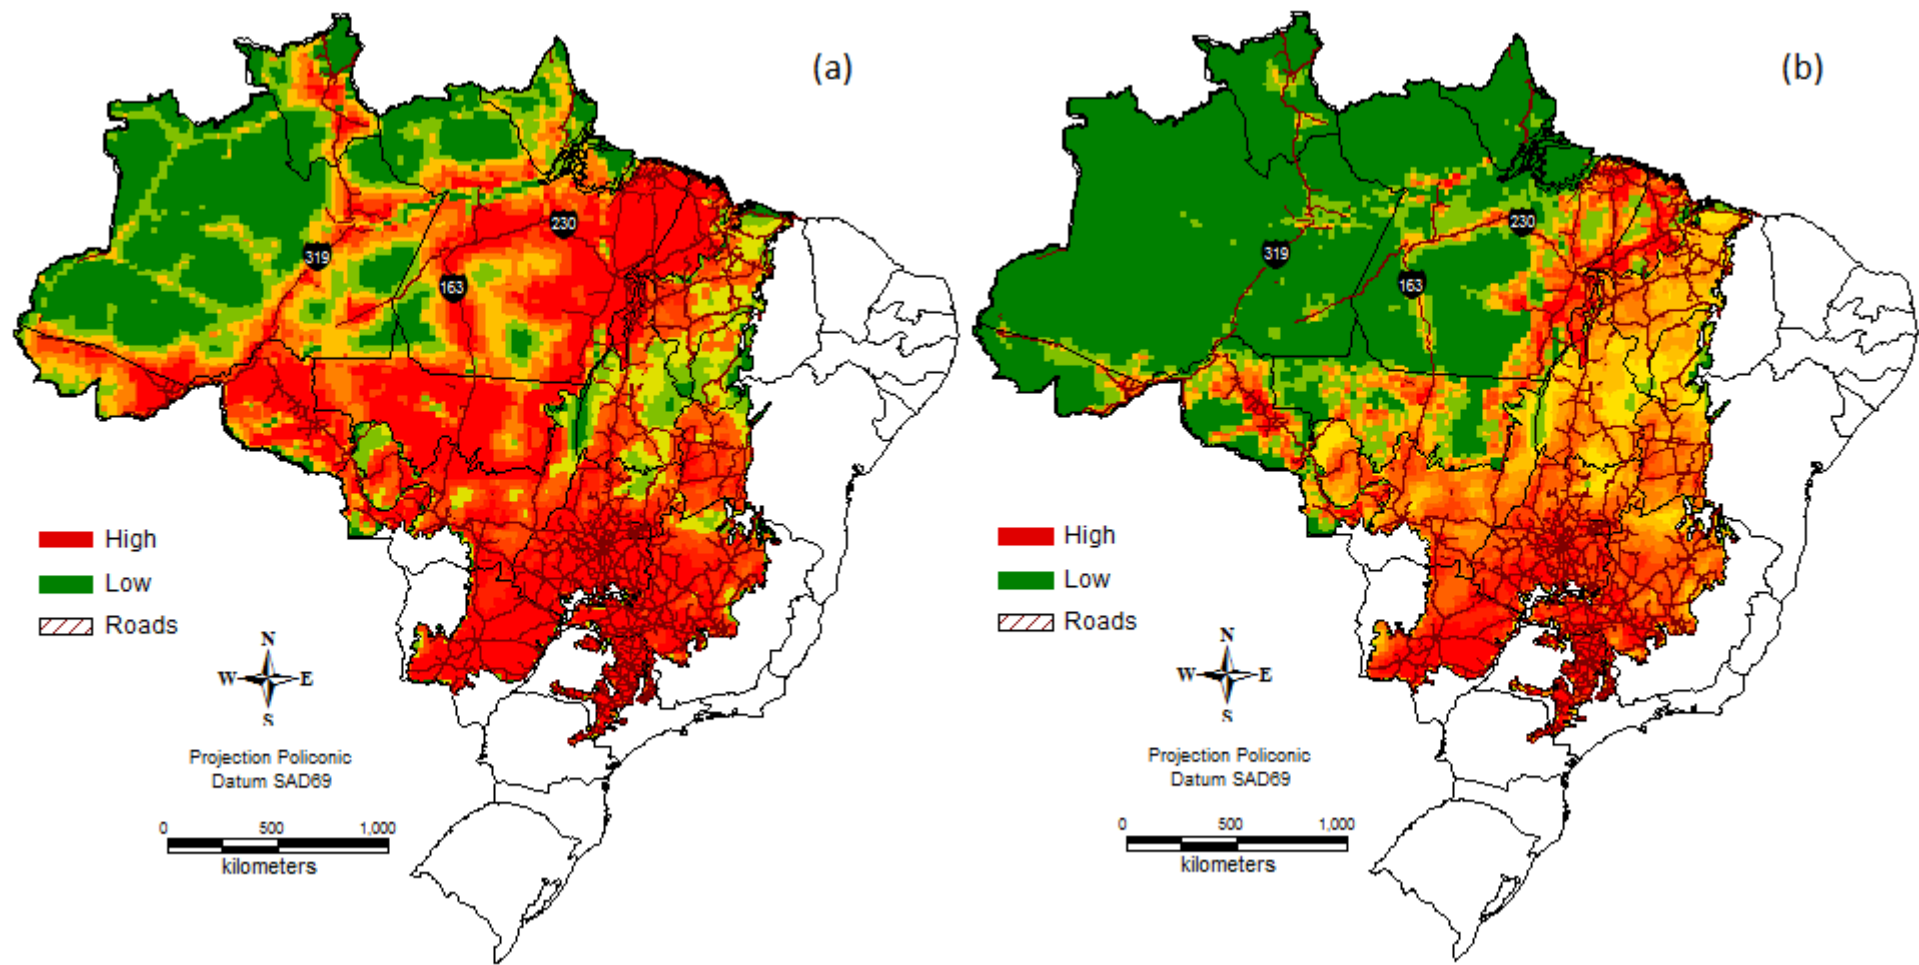 (a)
230
319
163
High
Low
Roads
N
W E
S
Projection Policonic
Datum SAD69
0 500 1,000
kilometers
(b)
230
319
163
High
Low
Roads
N
W E
S
Projection Policonic
Datum SAD69
0 500 1,000
kilometers